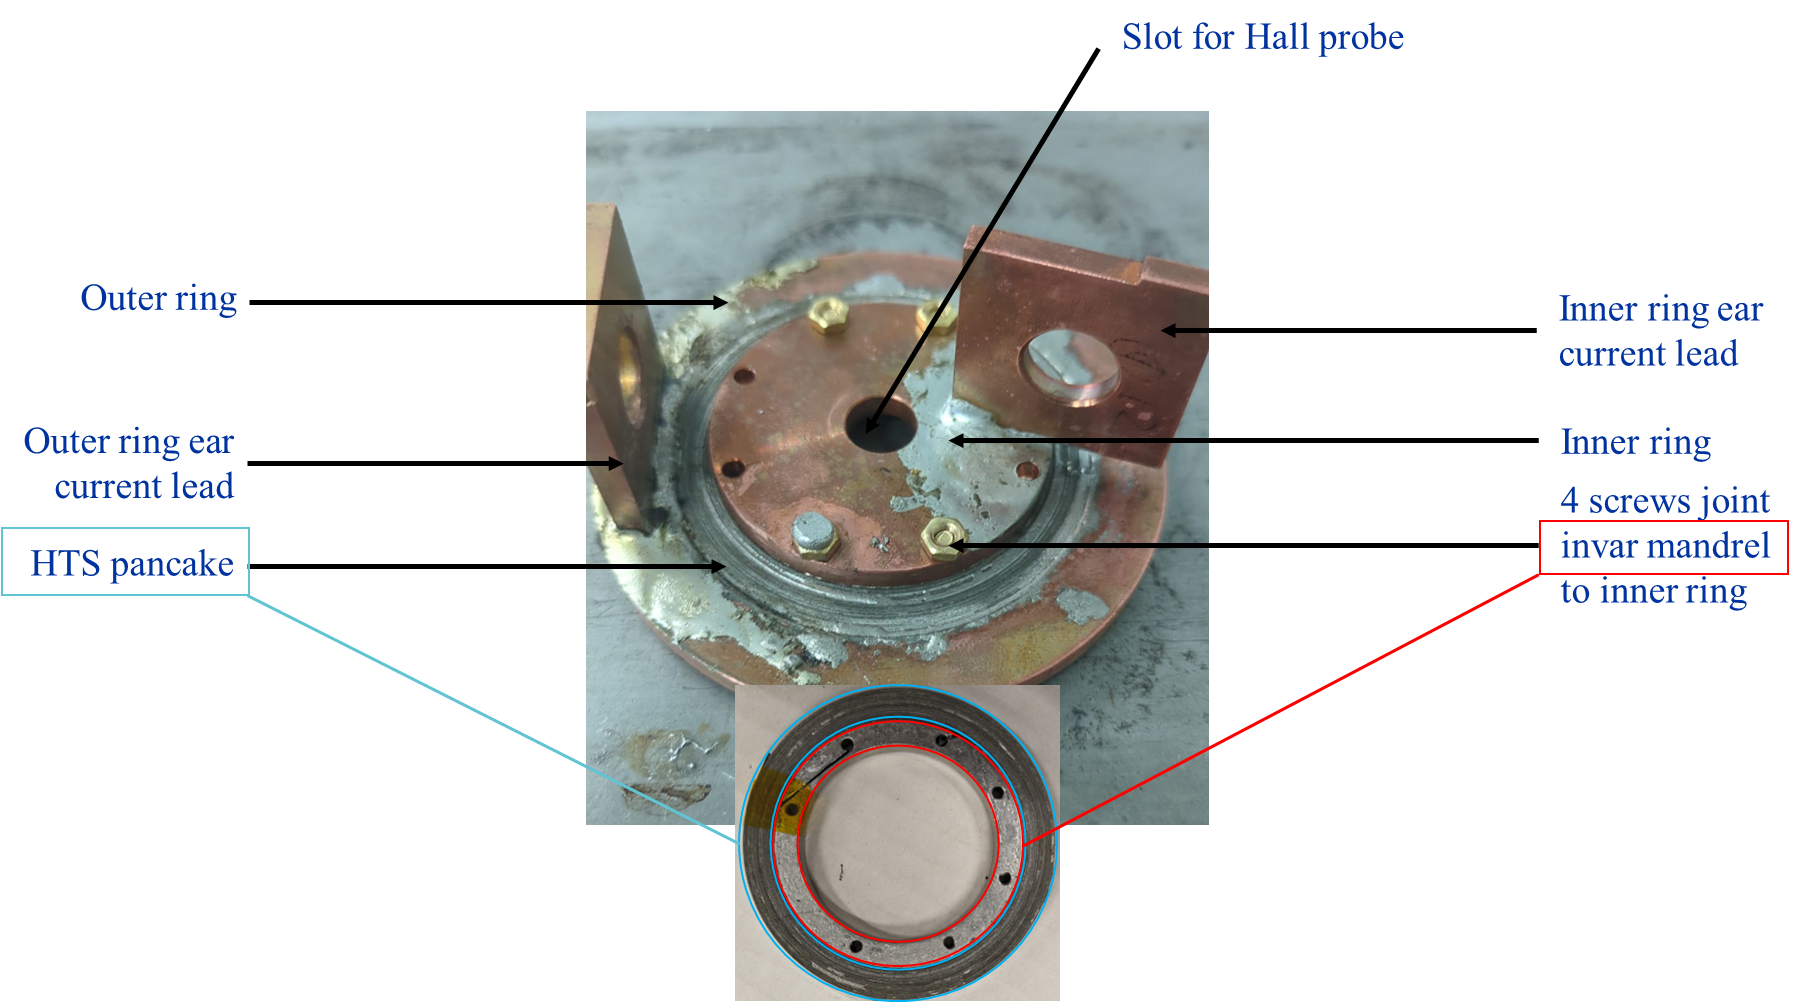 Slot for Hall probe
Outer ring
Inner ring ear
current lead
Outer ring ear
current lead
Inner ring
HTS pancake
4 screws joint
invar mandrel
to inner ring